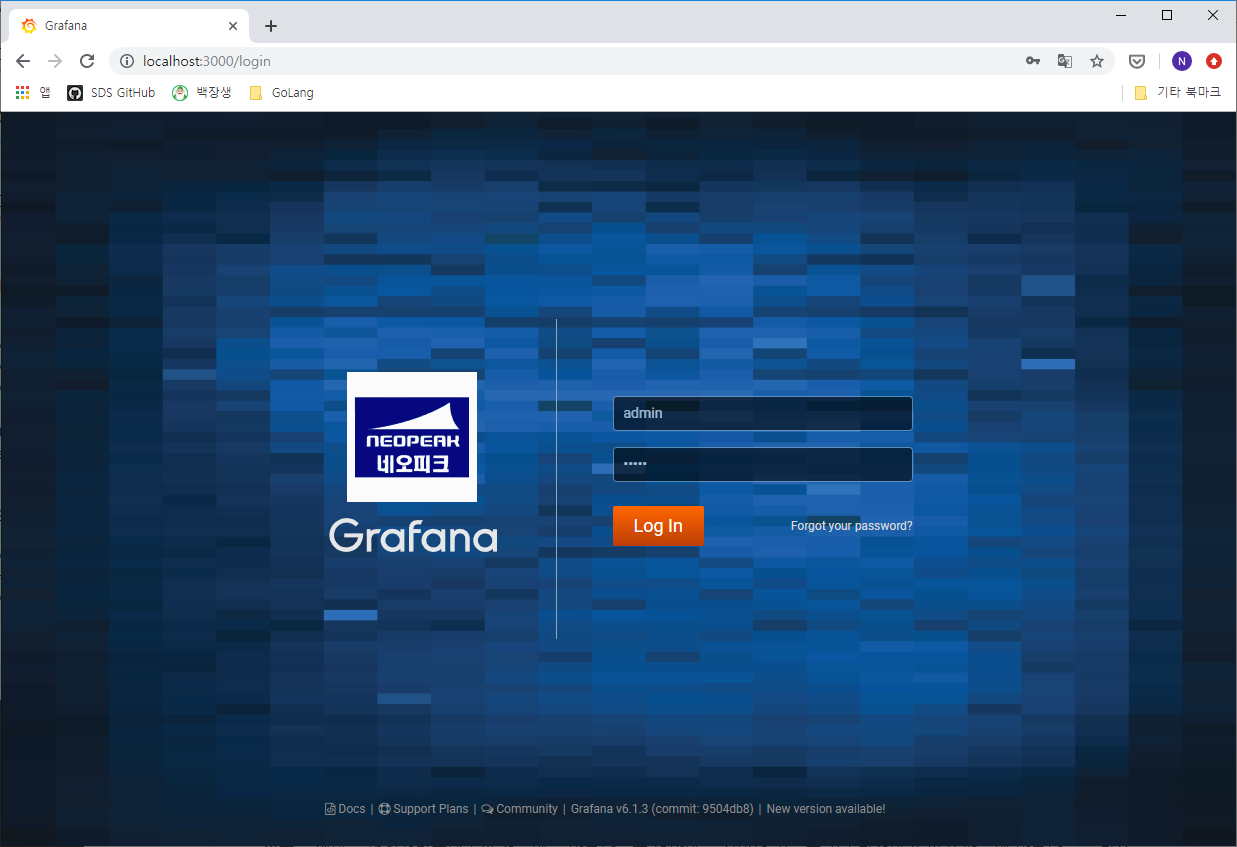 Grafana
localhost:3000/login
앱 SDS GitHub 백장생 GoLang 기타 북마크
N
NEOPEAK
네오피크
Grafana
admin
•••••
Log In Forgot your password?
Docs | Support Plans | Community | Grafana v6.1.3 (commit: 9504db8) | New version available!